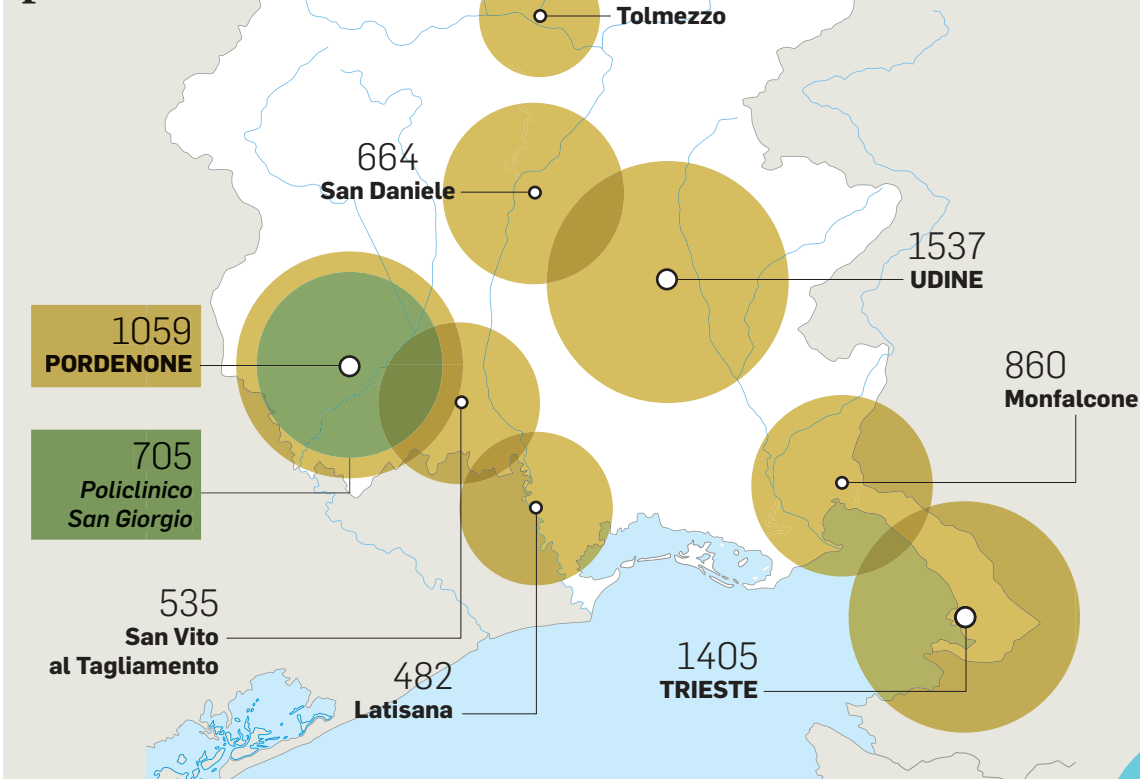 Tolmezzo
664
San Daniele
1537
UDINE
1059
PORDENONE
860
Monfalcone
705
Policlinico
San Giorgio
535
San Vito
al Tagliamento
482
Latisana
1405
TRIESTE